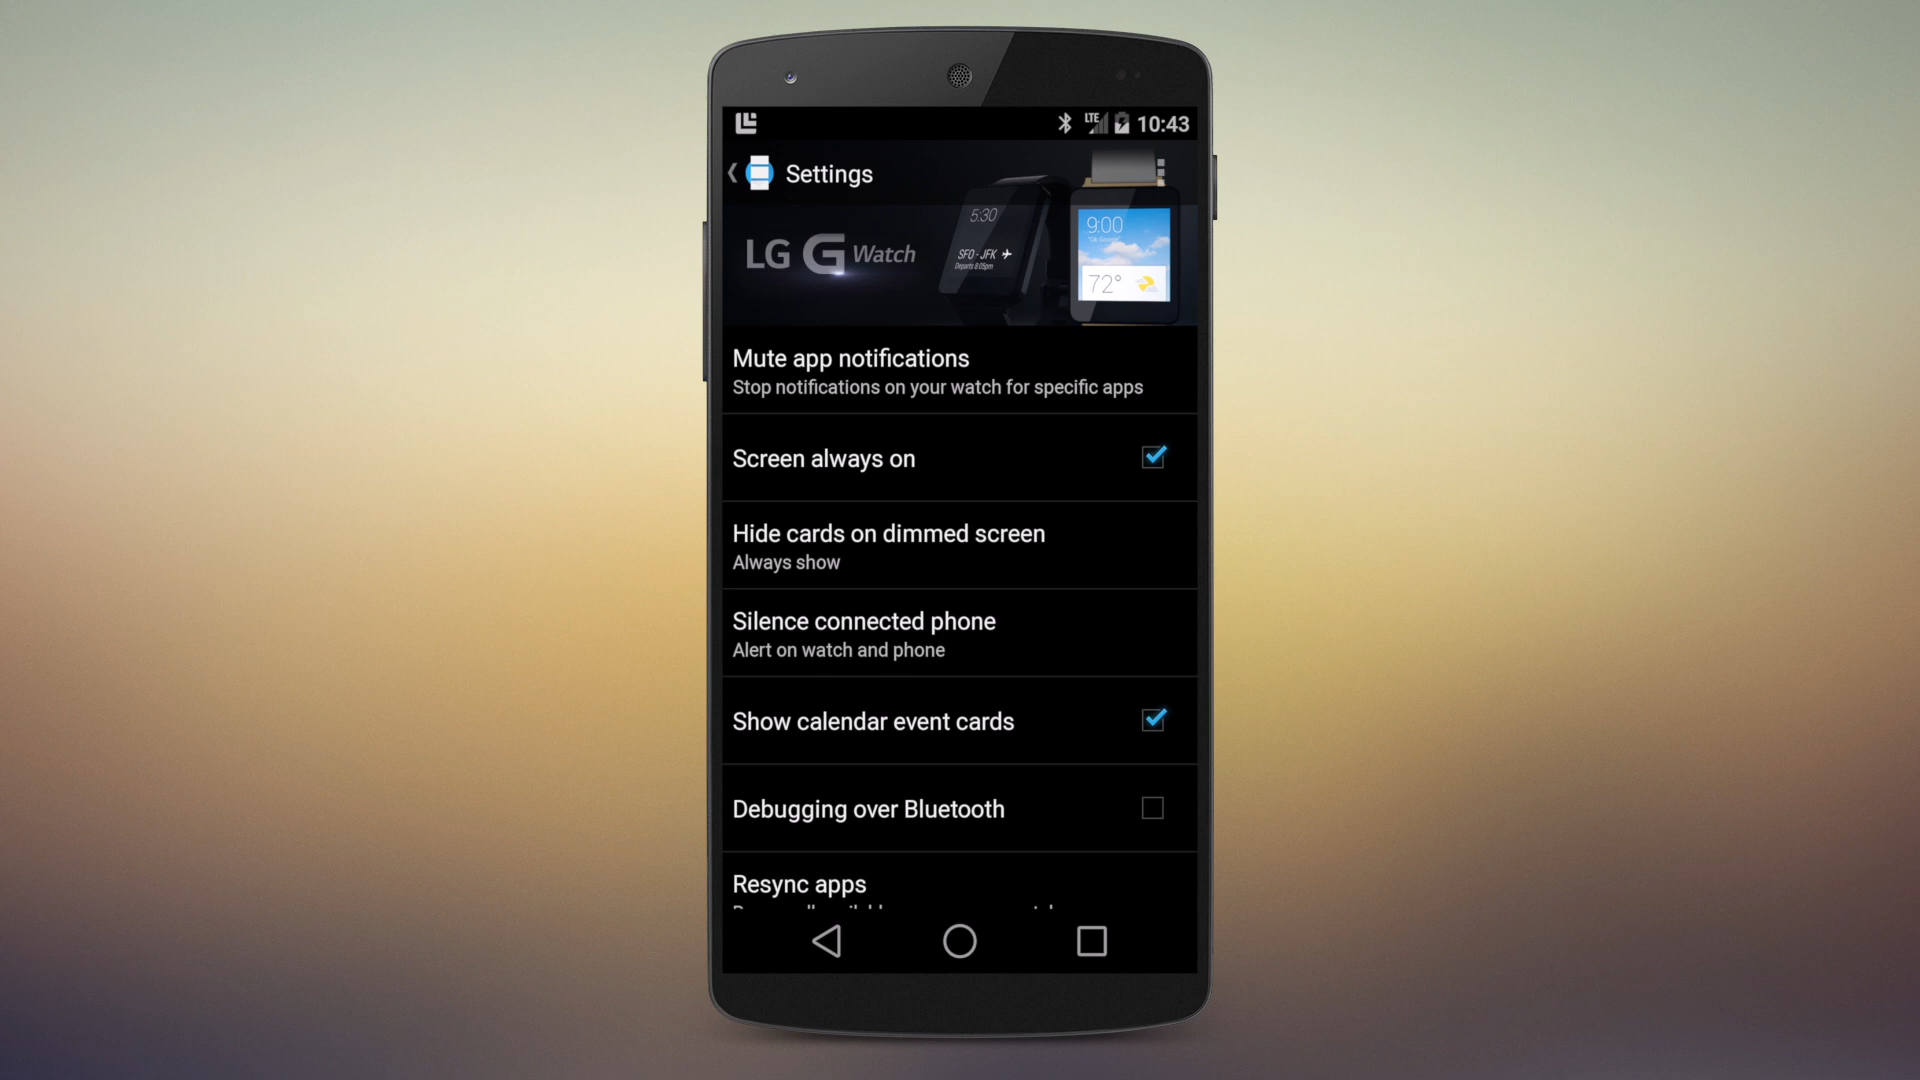 LTE 10:43
Settings
5:30
9:00
"Ok Google"
LG G Watch
SFO - JFK
Departs 8:05pm
72°
Mute app notifications
Stop notifications on your watch for specific apps
Screen always on
Hide cards on dimmed screen
Always show
Silence connected phone
Alert on watch and phone
Show calendar event cards
Debugging over Bluetooth
Resync apps